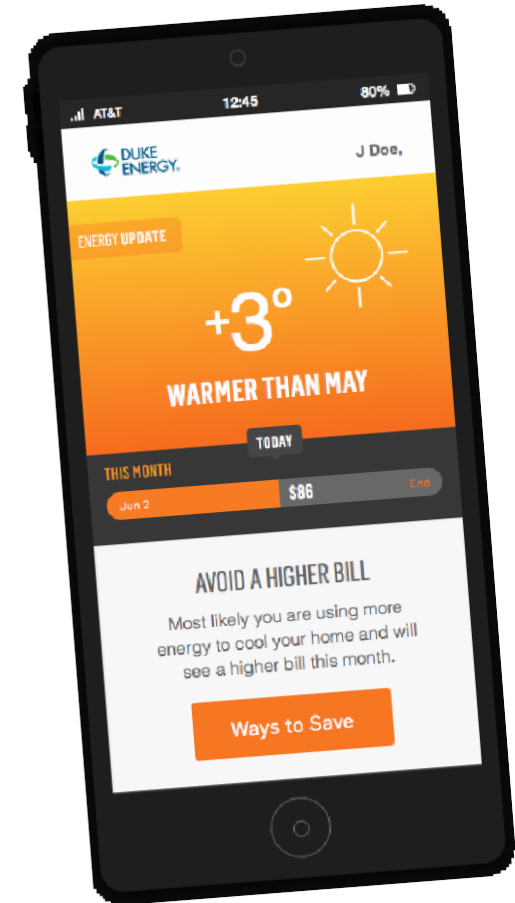 AT&T 12:45 80%
DUKE
ENERGY®
J Doe,
ENERGY UPDATE
+3°
WARMER THAN MAY
TODAY
THIS MONTH
Jun 2 $86 End
AVOID A HIGHER BILL
Most likely you are using more
energy to cool your home and will
see a higher bill this month.
Ways to Save